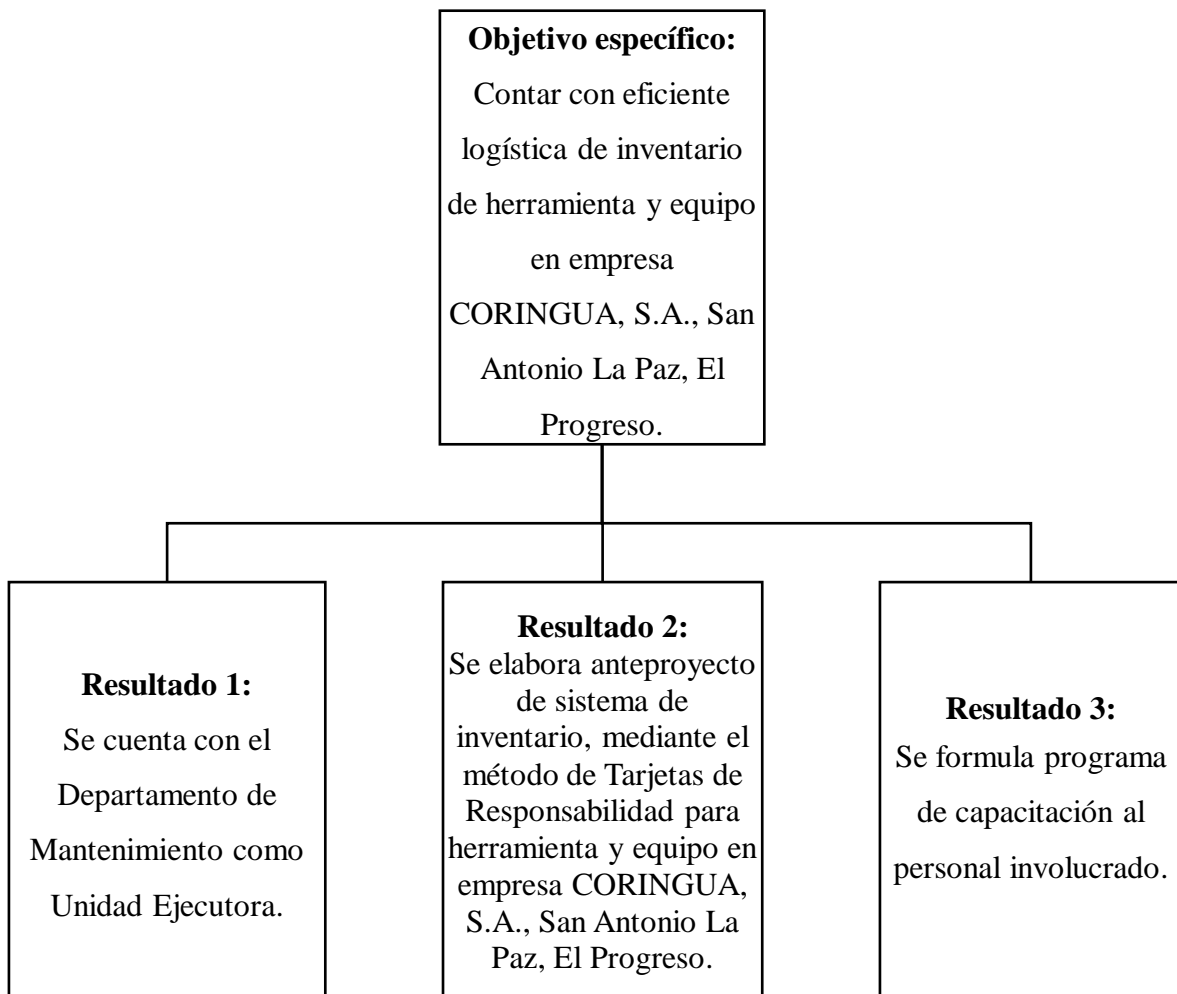 Objetivo específico:
Contar con eficiente
logística de inventario
de herramienta y equipo
en empresa
CORINGUA, S.A., San
Antonio La Paz, El
Progreso.
Resultado 1:
Se cuenta con el
Departamento de
Mantenimiento como
Unidad Ejecutora.
Resultado 2:
Se elabora anteproyecto
de sistema de
inventario, mediante el
método de Tarjetas de
Responsabilidad para
herramienta y equipo en
empresa CORINGUA,
S.A., San Antonio La
Paz, El Progreso.
Resultado 3:
Se formula programa
de capacitación al
personal involucrado.